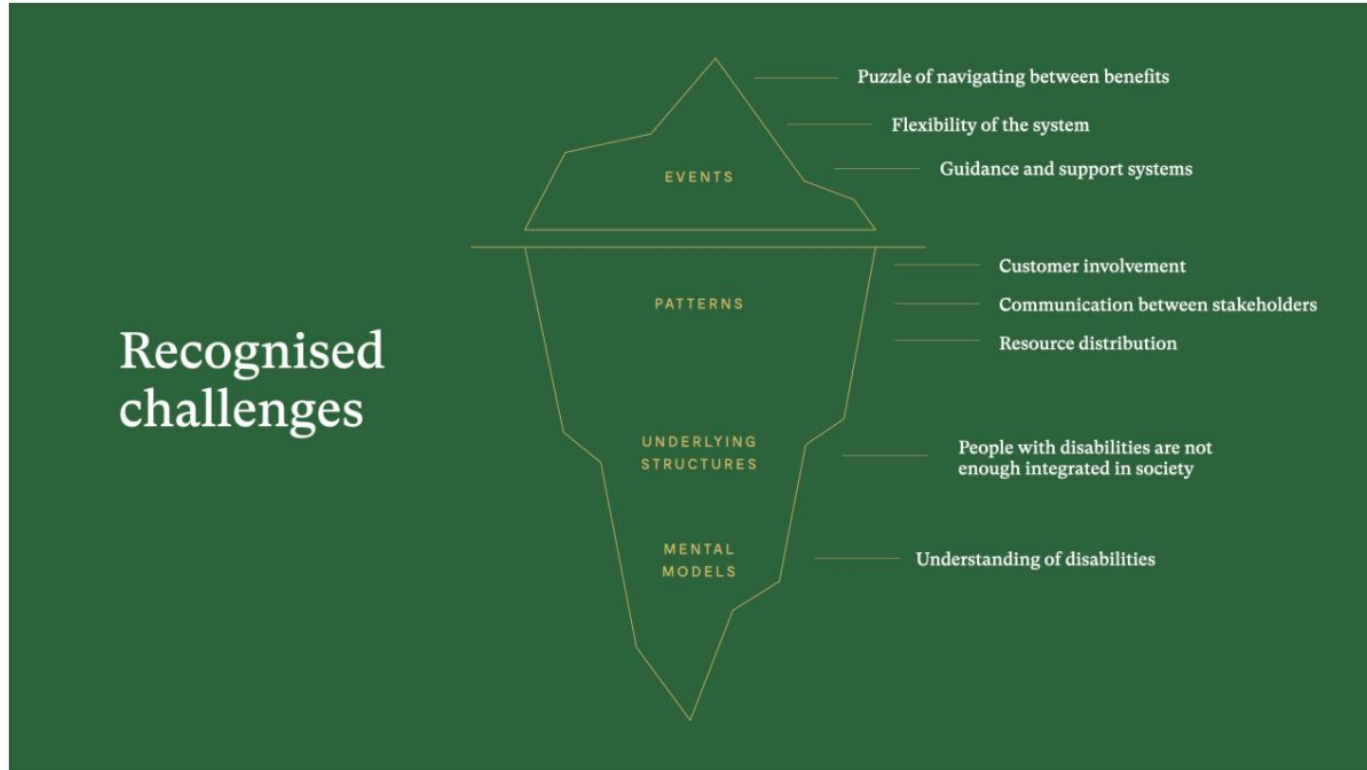 Recognised
challenges
EVENTS
Puzzle of navigating between benefits
Flexibility of the system
Guidance and support systems
PATTERNS
Customer involvement
Communication between stakeholders
Resource distribution
UNDERLYING
STRUCTURES
People with disabilities are not
enough integrated in society
MENTAL
MODELS
Understanding of disabilities